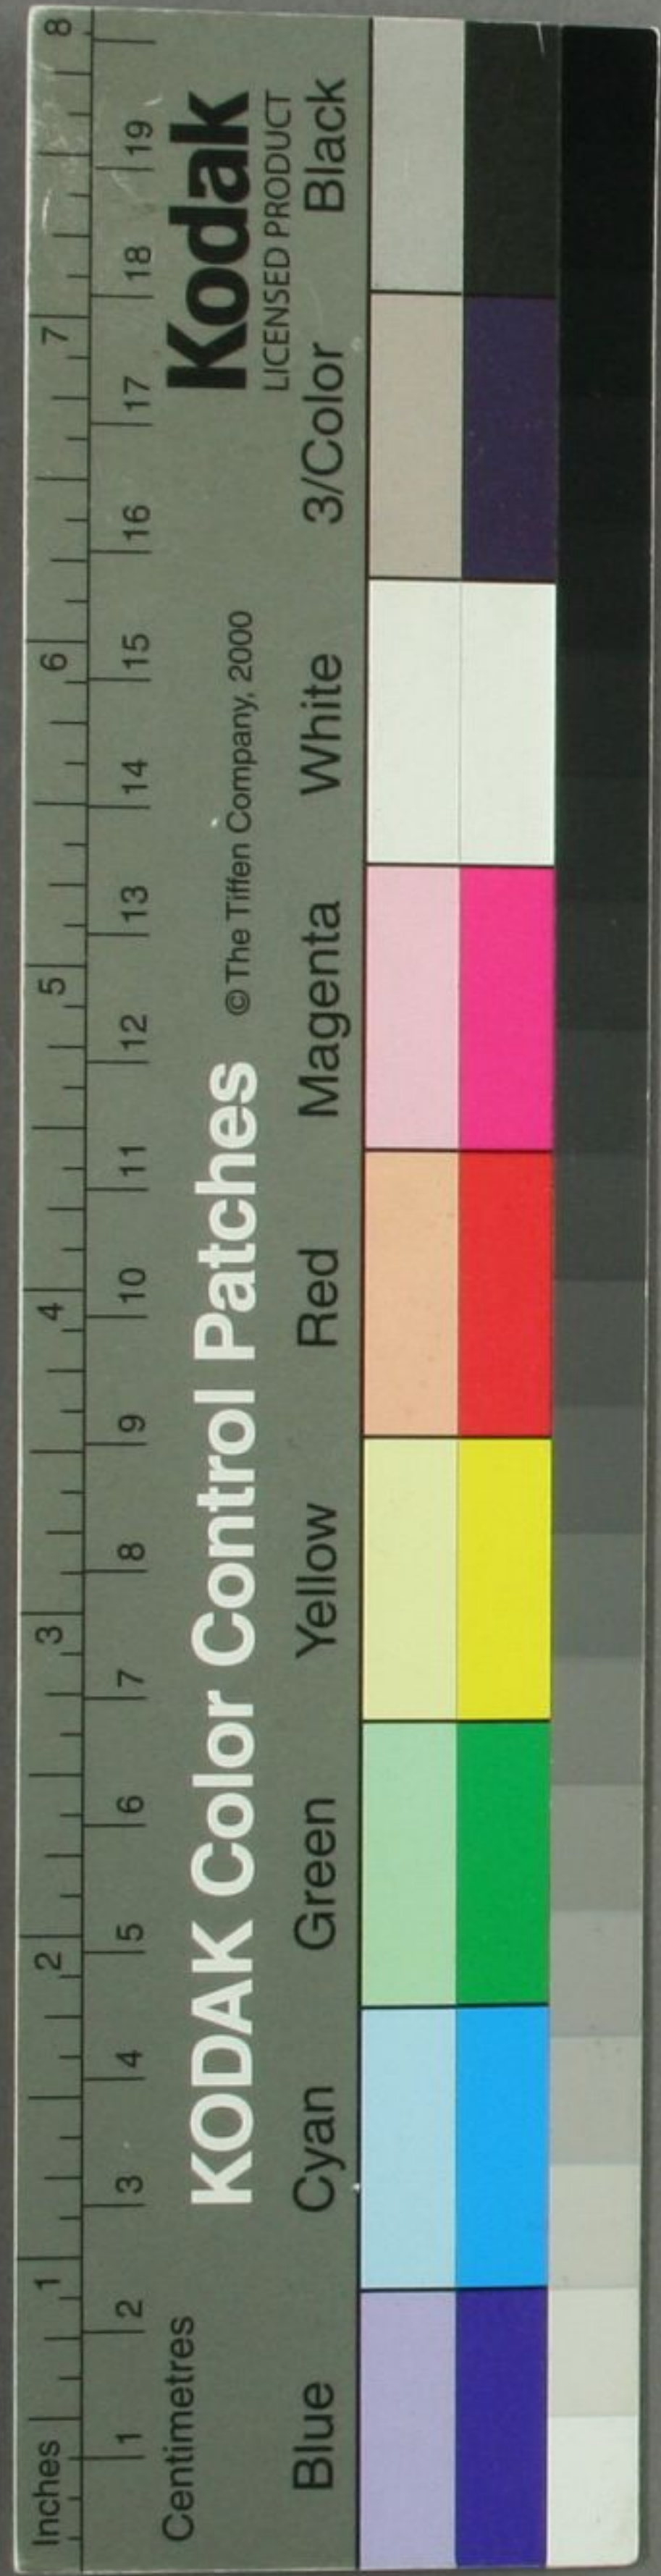 Inches 1 2 3 4 5 6 7 8
1 2 3 4 5 6 7 8 9 10 11 12 13 14 15 16 17 18 19
Centimetres
KODAK Color Control Patches
© The Tiffen Company, 2000
Kodak
LICENSED PRODUCT
Blue Cyan Green Yellow Red Magenta White 3/Color Black